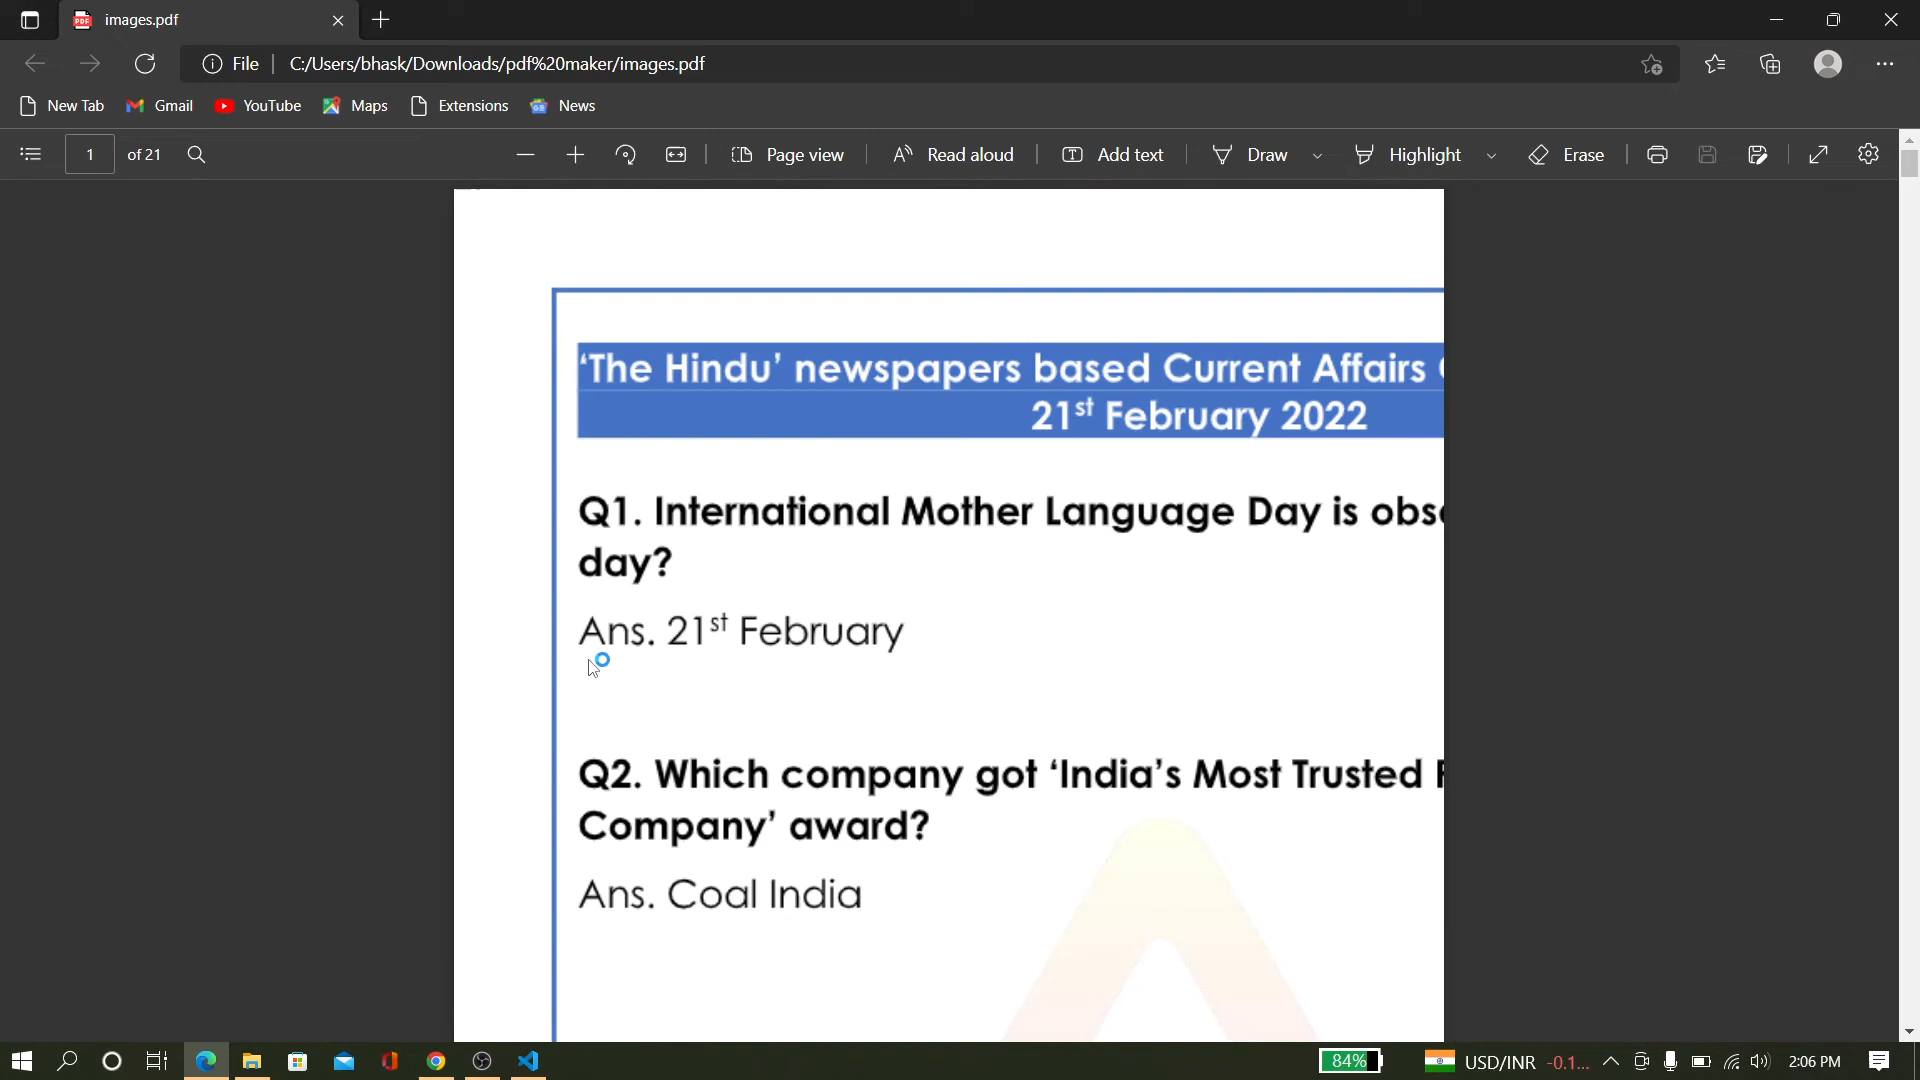 images.pdf
File
C:/Users/bhask/Downloads/pdf%20maker/images.pdf
New Tab
Gmail
YouTube
Maps
Extensions
News
1 of 21
Page view
Read aloud
Add text
Draw
Highlight
Erase
‘The Hindu’ newspapers based Current Affairs
21st February 2022
Q1. International Mother Language Day is obs
day?
Ans. 21st February
Q2. Which company got ‘India’s Most Trusted
Company’ award?
Ans. Coal India
84%
USD/INR -0.1...
2:06 PM